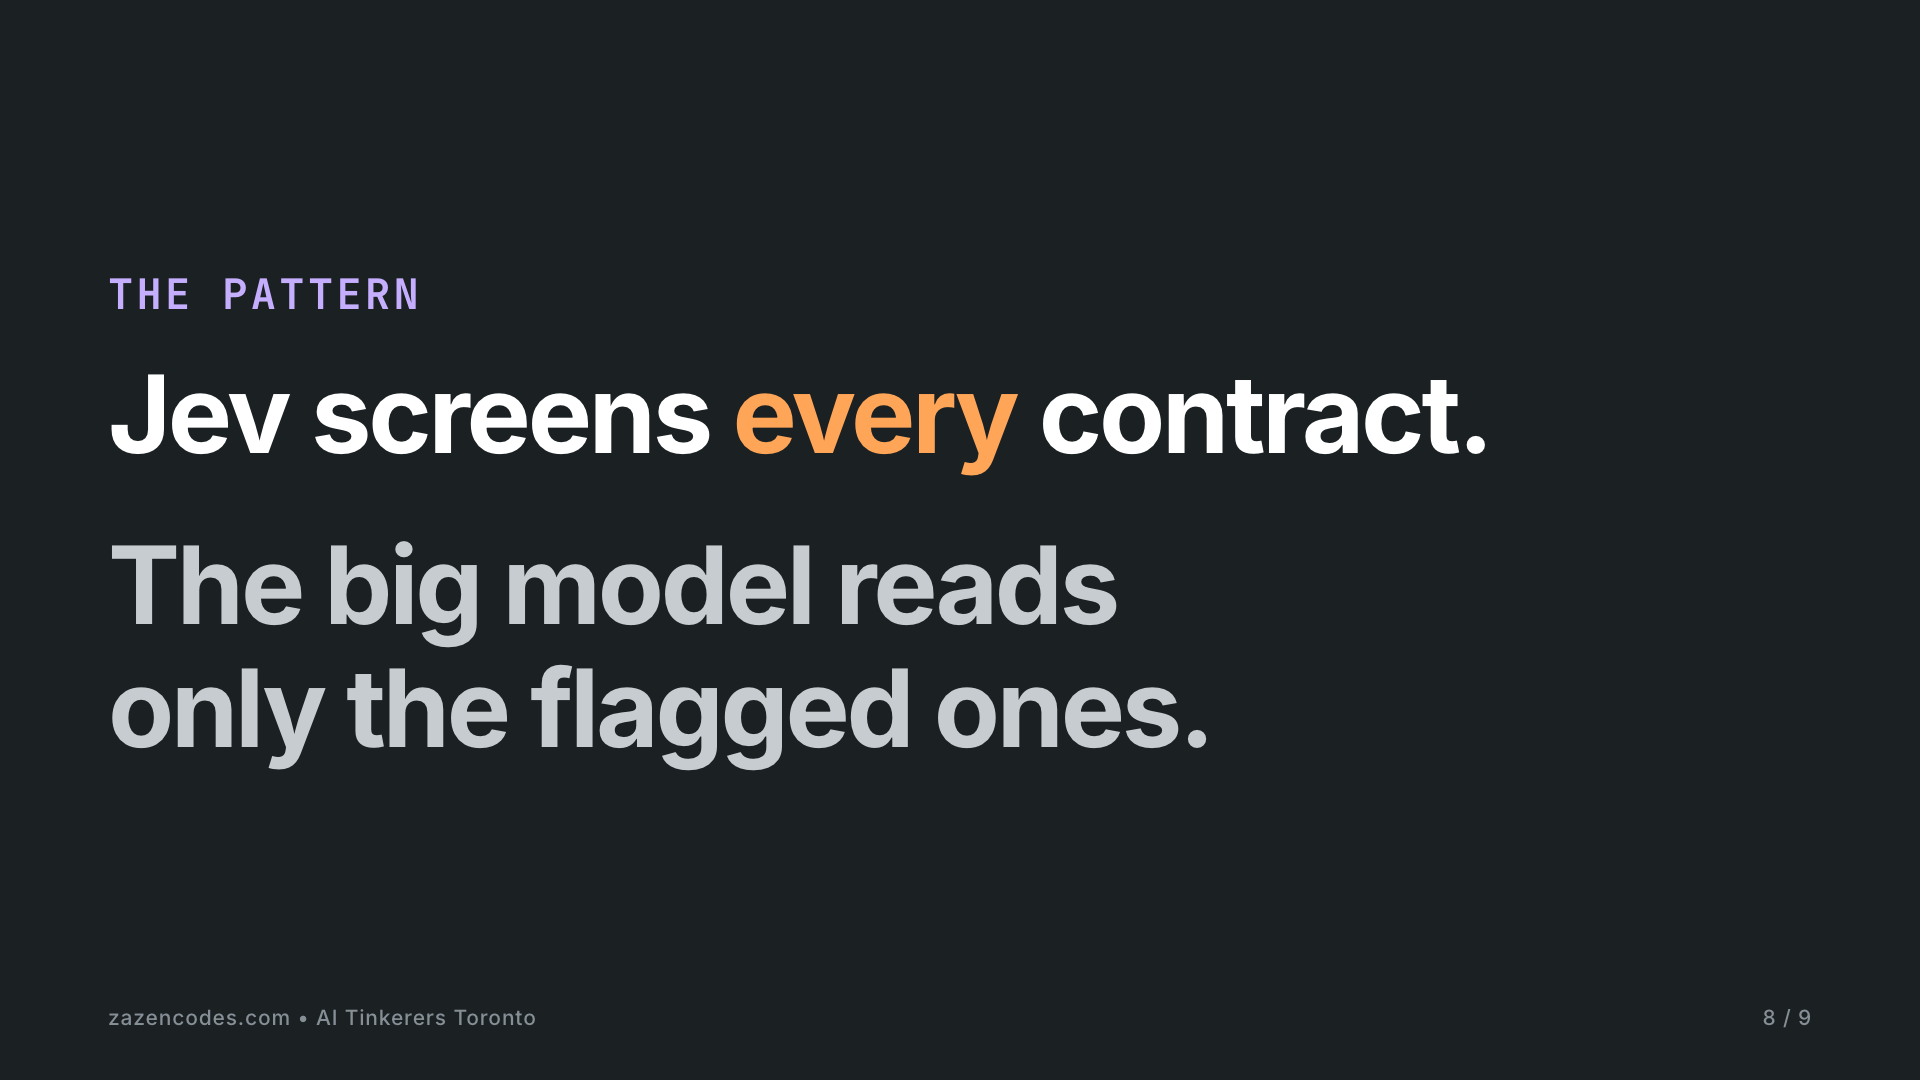 THE PATTERN
Jev screens every contract.
The big model reads
only the flagged ones.
zazencodes.com • AI Tinkerers Toronto
8 / 9